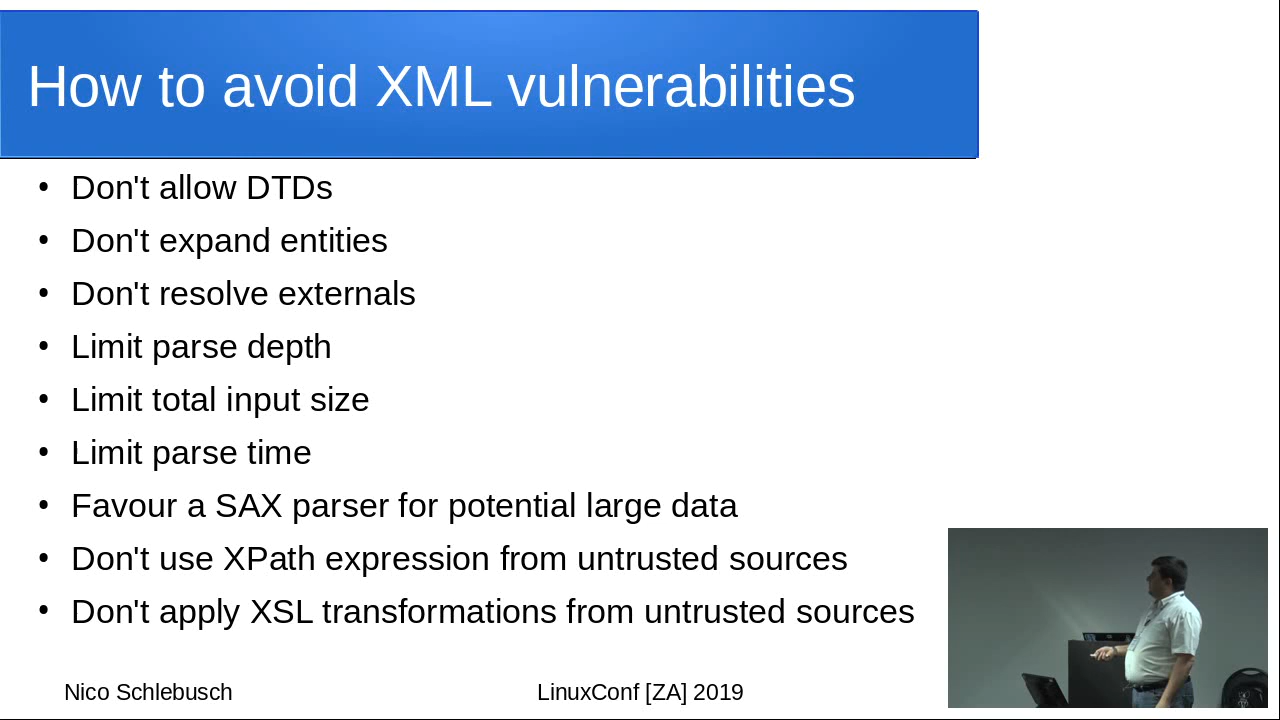 How to avoid XML vulnerabilities
• Don't allow DTDs
• Don't expand entities
• Don't resolve externals
• Limit parse depth
• Limit total input size
• Limit parse time
• Favour a SAX parser for potential large data
• Don't use XPath expression from untrusted sources
• Don't apply XSL transformations from untrusted sources
Nico Schlebusch
LinuxConf [ZA] 2019